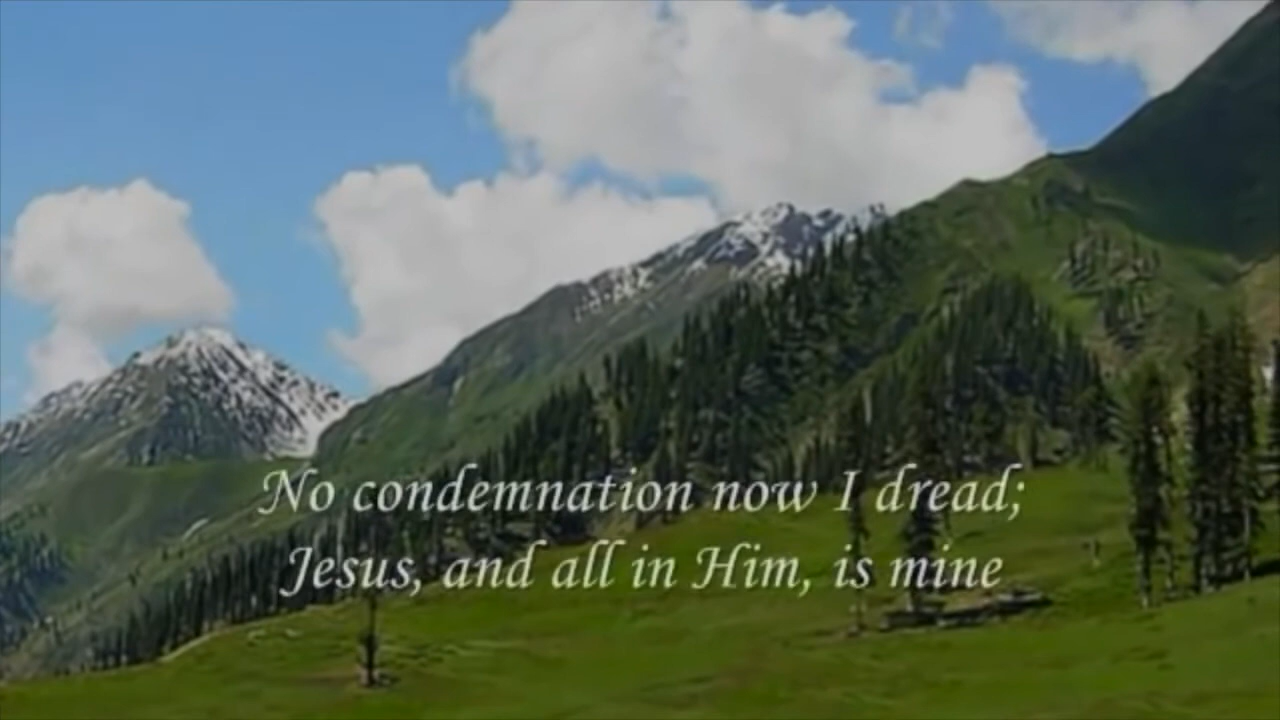 No condemnation now I dread;
Jesus, and all in Him, is mine